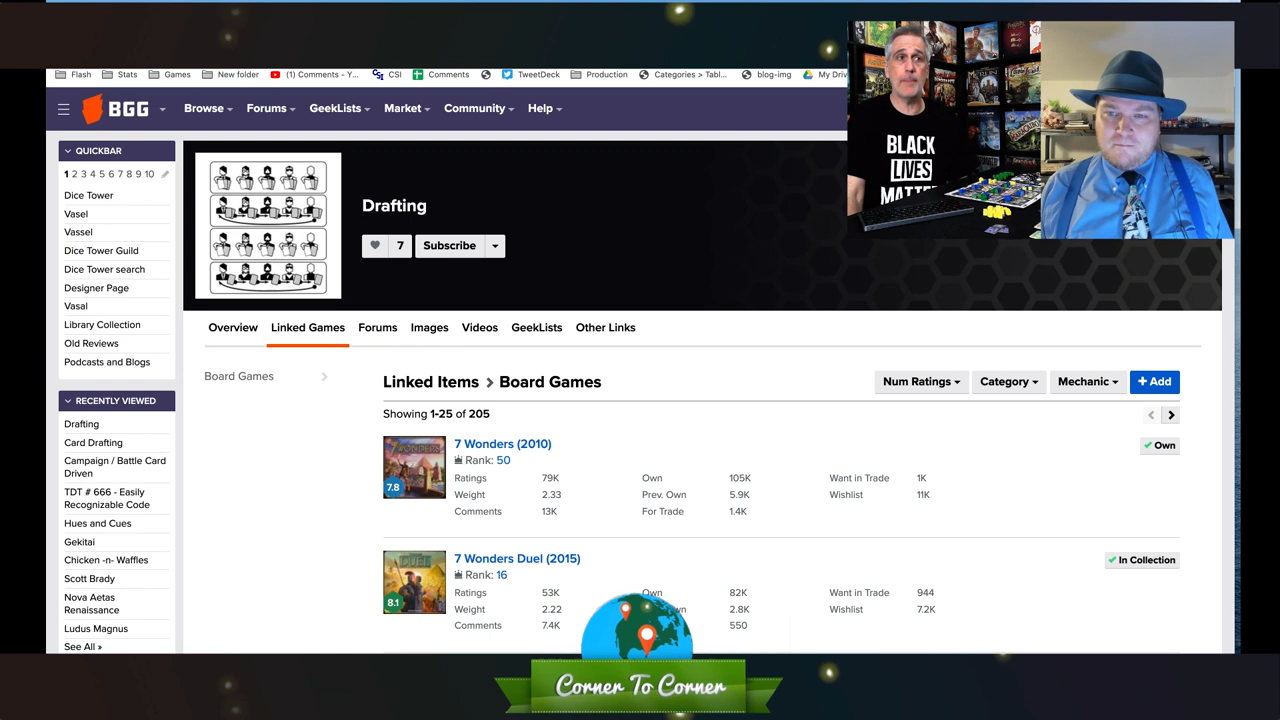 Flash Stats Games New folder (1) Comments - Y... CSI Comments TweetDeck Production Categories > Tabl... blog-img My Driv
BGG Browse Forums GeekLists Market Community Help
QUICKBAR
1 2 3 4 5 6 7 8 9 10
Dice Tower
Vasel
Vassel
Dice Tower Guild
Dice Tower search
Designer Page
Vasal
Library Collection
Old Reviews
Podcasts and Blogs
RECENTLY VIEWED
Drafting
Card Drafting
Campaign / Battle Card
Driven
TDT # 666 - Easily
Recognizable Code
Hues and Cues
Gekitai
Chicken -n- Waffles
Scott Brady
Nova Aetas
Renaissance
Ludus Magnus
See All »
Drafting
7 Subscribe
Overview Linked Games Forums Images Videos GeekLists Other Links
Board Games
Linked Items > Board Games
Num Ratings Category Mechanic + Add
Showing 1-25 of 205
7 Wonders (2010)
Own
Rank: 50
Ratings 79K Own 105K Want in Trade 1K
Weight 2.33 Prev. Own 5.9K Wishlist 11K
Comments 13K For Trade 1.4K
7.8
7 Wonders Duel (2015)
In Collection
Rank: 16
Ratings 53K Own 82K Want in Trade 944
Weight 2.22 2.8K Wishlist 7.2K
Comments 7.4K 550
8.1
BLACK
LIVES
MATTER
Corner To Corner